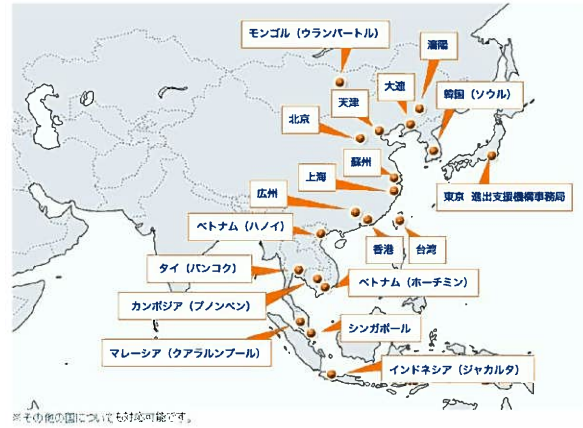 モンゴル（ウランバートル）
瀋陽
大連
韓国（ソウル）
天津
北京
蘇州
上海
東京 進出支援機構事務局
広州
ベトナム（ハノイ）
香港
台湾
タイ（バンコク）
ベトナム（ホーチミン）
カンボジア（プノンペン）
シンガポール
マレーシア（クアラルンプール）
インドネシア（ジャカルタ）
※その他の国についても対応可能です。